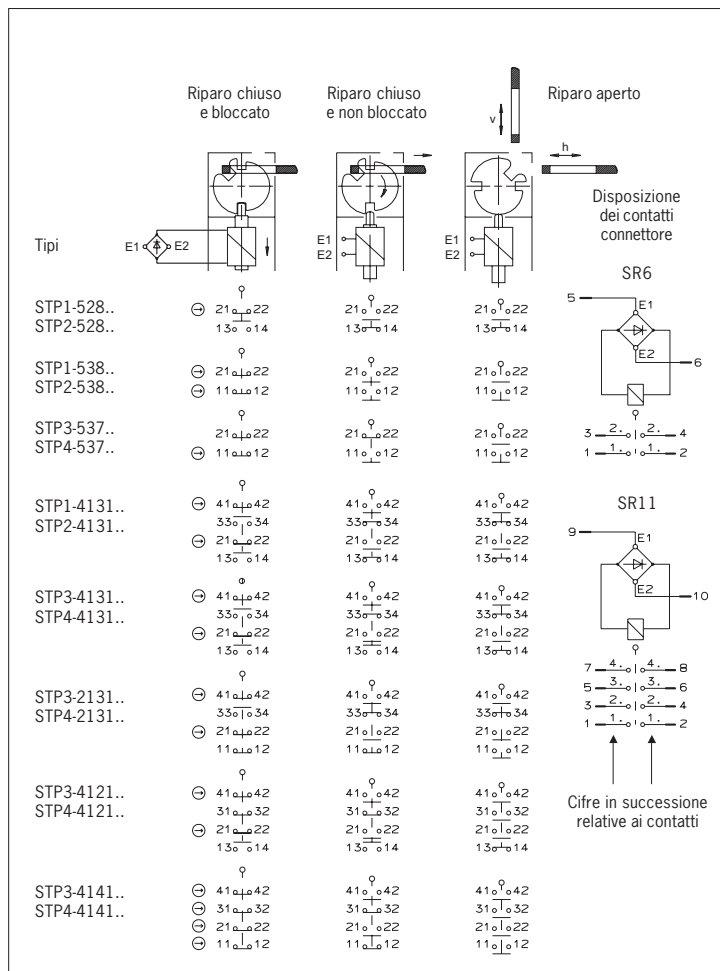 Riparo chiuso
e bloccato
Riparo chiuso
e non bloccato
Riparo aperto
v
h
Disposizione
dei contatti
connettore
Tipi
E1 E2
E1
E2
E1
E2
SR6
5
E1
E2
6
3 2. 2. 4
1 1. 1. 2
STP1-528..
STP2-528..
21 22 21 22 21 22
13 14 13 14 13 14
STP1-538..
STP2-538..
21 22 21 22 21 22
11 12 11 12 11 12
STP3-537..
STP4-537..
21 22 21 22 21 22
11 12 11 12 11 12
STP1-4131..
STP2-4131..
41 42 41 42 41 42
33 34 33 34 33 34
21 22 21 22 21 22
13 14 13 14 13 14
SR11
9
E1
E2
10
7 4. 4. 8
5 3. 3. 6
3 2. 2. 4
1 1. 1. 2
Cifre in successione
relative ai contatti
STP3-4131..
STP4-4131..
41 42 41 42 41 42
33 34 33 34 33 34
21 22 21 22 21 22
13 14 13 14 13 14
STP3-2131..
STP4-2131..
41 42 41 42 41 42
33 34 33 34 33 34
21 22 21 22 21 22
11 12 11 12 11 12
STP3-4121..
STP4-4121..
41 42 41 42 41 42
31 32 31 32 31 32
21 22 21 22 21 22
13 14 13 14 13 14
STP3-4141..
STP4-4141..
41 42 41 42 41 42
31 32 31 32 31 32
21 22 21 22 21 22
11 12 11 12 11 12